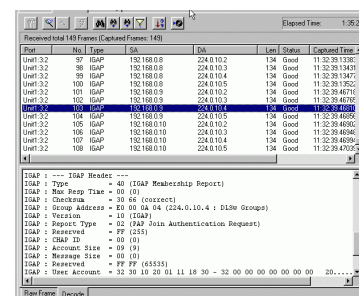 Elapsed Time: 1:35:2
Received total 149 Frames (Captured Frames: 149)
Port No. Type SA DA Len Status Captured Time
Unit1:3:2 97 IGAP 192.168.0.8 224.0.10.2 134 Good 11:32:39.13383
Unit1:3:2 98 IGAP 192.168.0.8 224.0.10.3 134 Good 11:32:39.13431
Unit1:3:2 99 IGAP 192.168.0.8 224.0.10.4 134 Good 11:32:39.13477
Unit1:3:2 100 IGAP 192.168.0.8 224.0.10.5 134 Good 11:32:39.13522
Unit1:3:2 101 IGAP 192.168.0.9 224.0.10.2 134 Good 11:32:39.46716
Unit1:3:2 102 IGAP 192.168.0.9 224.0.10.3 134 Good 11:32:39.46765
Unit1:3:2 103 IGAP 192.168.0.9 224.0.10.4 134 Good 11:32:39.46810
Unit1:3:2 104 IGAP 192.168.0.9 224.0.10.5 134 Good 11:32:39.46856
Unit1:3:2 105 IGAP 192.168.0.10 224.0.10.2 134 Good 11:32:39.46902
Unit1:3:2 106 IGAP 192.168.0.10 224.0.10.3 134 Good 11:32:39.46948
Unit1:3:2 107 IGAP 192.168.0.10 224.0.10.4 134 Good 11:32:39.46994
Unit1:3:2 108 IGAP 192.168.0.10 224.0.10.5 134 Good 11:32:39.47039
IGAP : --- IGAP Header ---
IGAP : Type = 40 (IGAP Membership Report)
IGAP : Max Resp Time = 00 (0)
IGAP : Checksum = 30 66 (correct)
IGAP : Group Address = E0 00 0A 04 (224.0.10.4 : DlSw Groups)
IGAP : Version = 10 (IGAP)
IGAP : Report Type = 02 (PAP Join Authentication Request)
IGAP : Reserved = FF (255)
IGAP : CHAP ID = 00 (0)
IGAP : Account Size = 09 (9)
IGAP : Message Size = 00 (0)
IGAP : Reserved = FF FF (65535)
IGAP : User Account = 32 30 10 20 01 11 18 30 - 32 00 00 00 00 00 00 00 20.....
Raw Frame Decode